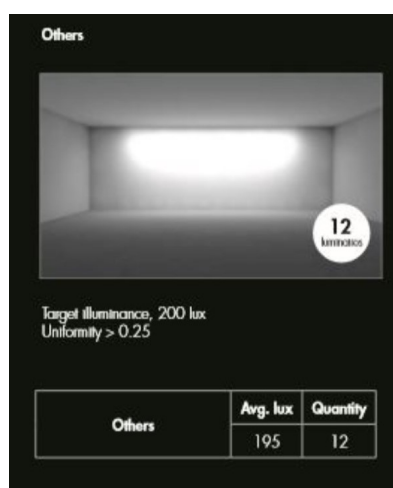 Others
12
luminaires
Target illuminance, 200 lux
Uniformity > 0.25
Others
Avg. lux
Quantity
195
12